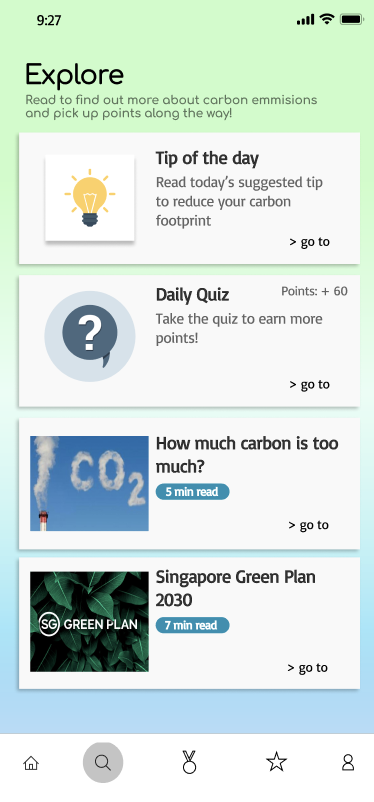 9:27
Explore
Read to find out more about carbon emmisions
and pick up points along the way!
Tip of the day
Read today's suggested tip
to reduce your carbon
footprint
> go to
Daily Quiz
Points: + 60
Take the quiz to earn more
points!
?
> go to
How much carbon is too
much?
CO2
5 min read
> go to
Singapore Green Plan
2030
SG GREEN PLAN
7 min read
> go to